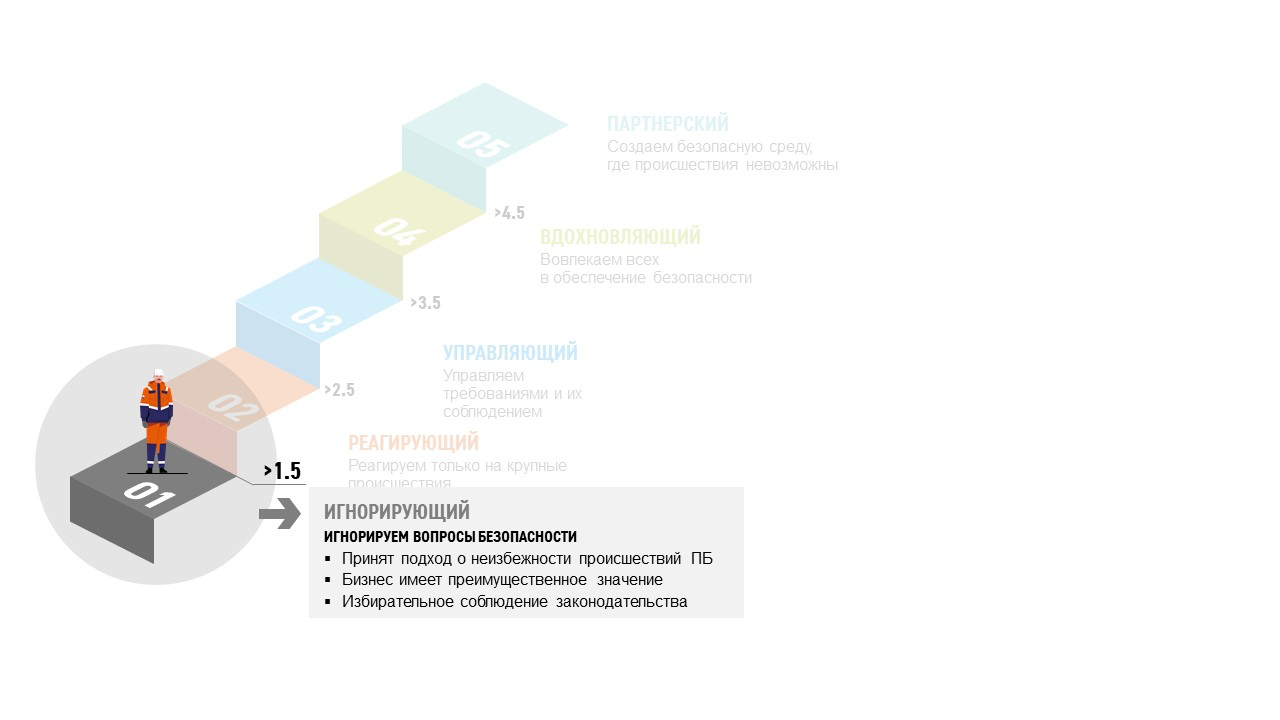 05
ПАРТНЕРСКИЙ
Создаем безопасную среду,
где происшествия невозможны
>4.5
04
ВДОХНОВЛЯЮЩИЙ
Вовлекаем всех
в обеспечение безопасности
>3.5
03
УПРАВЛЯЮЩИЙ
Управляем
требованиями и их
соблюдением
>2.5
02
РЕАГИРУЮЩИЙ
Реагируем только на крупные
происшествия
>1.5
01
ИГНОРИРУЮЩИЙ
ИГНОРИРУЕМ ВОПРОСЫ БЕЗОПАСНОСТИ
▪ Принят подход о неизбежности происшествий ПБ
▪ Бизнес имеет преимущественное значение
▪ Избирательное соблюдение законодательства